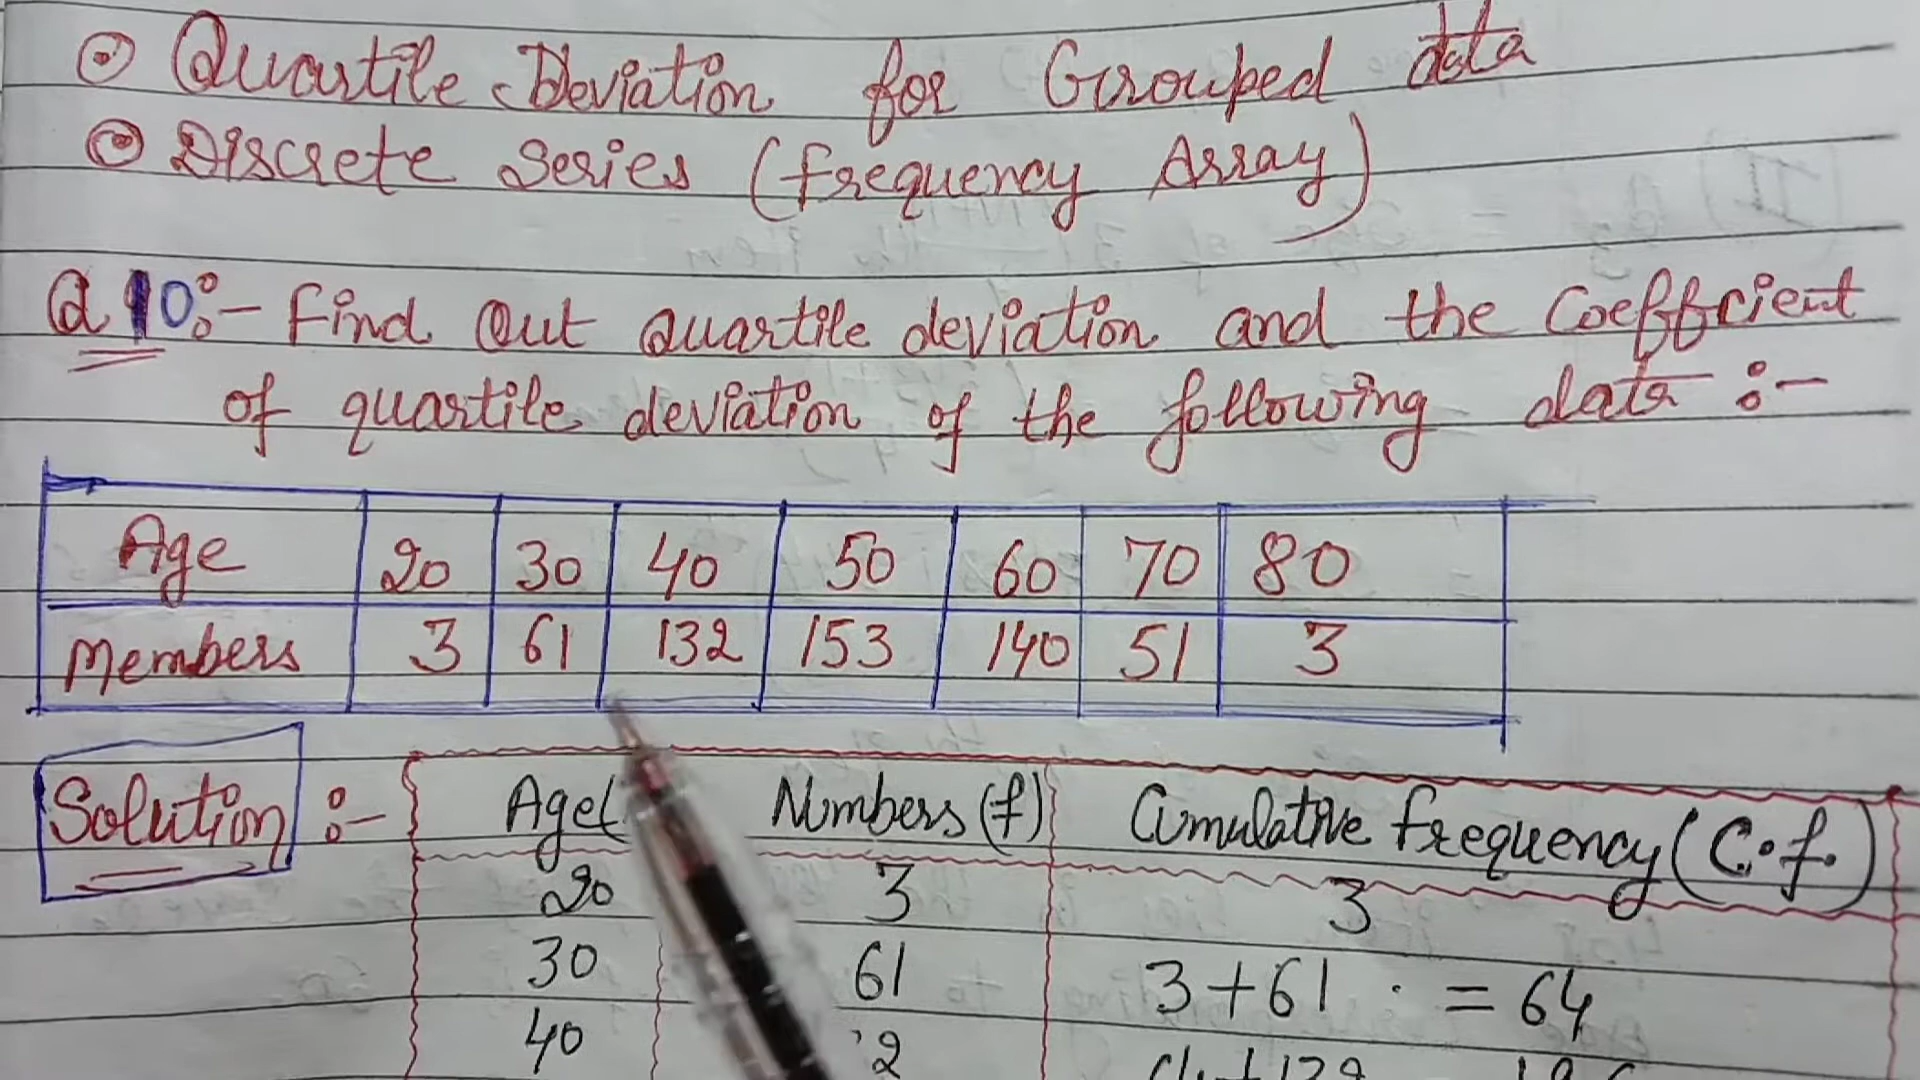 Quartile Deviation for Grouped data
Discrete Series (Frequency Array)
Q 10:- Find Out Quartile deviation and the Coefficient
of quartile deviation of the following data :-
Age 20 30 40 50 60 70 80
Members 3 61 132 153 140 51 3
Solution :- Age( Numbers (f) Cumulative frequency (C.f.)
20 3 3
30 61 3+61 = 64
40 2